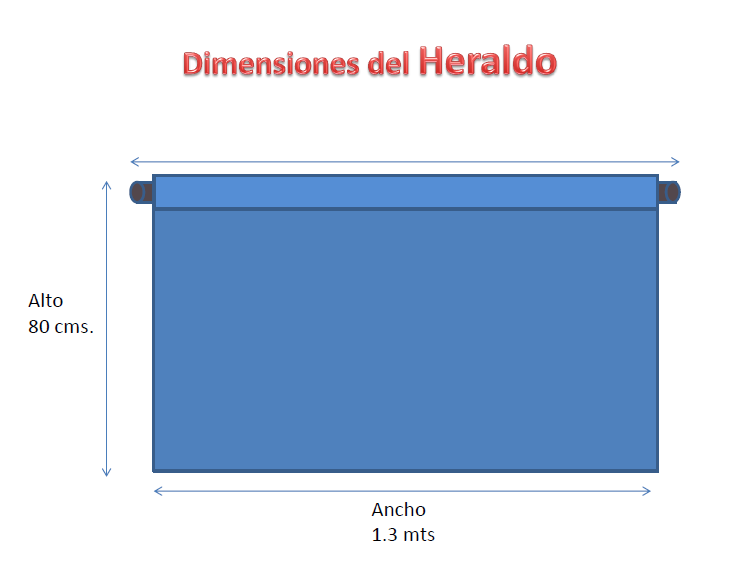 Dimensiones del Heraldo
Alto
80 cms.
Ancho
1.3 mts